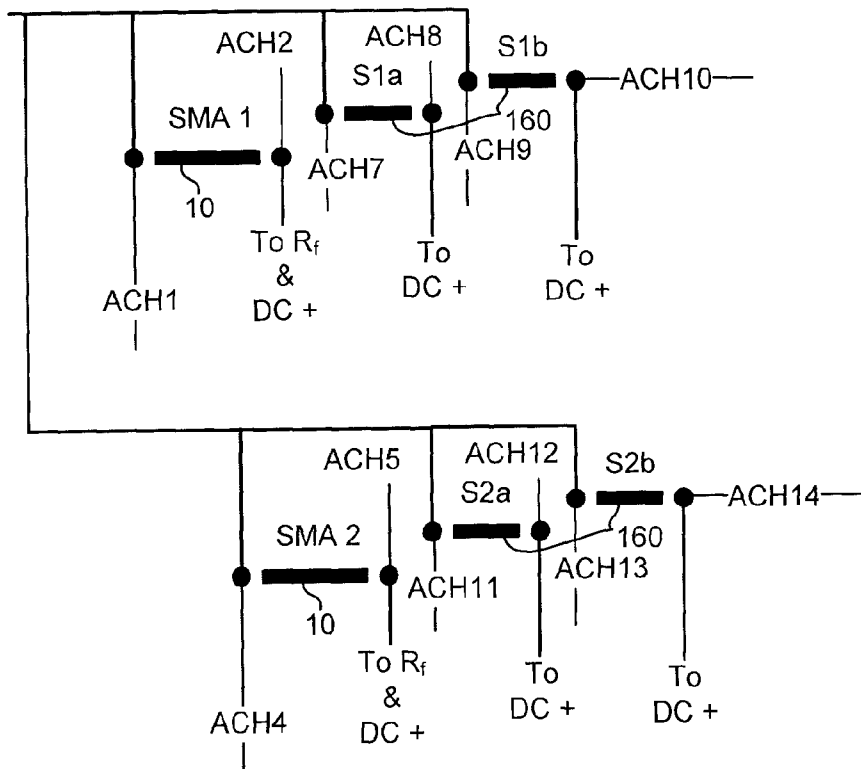 ACH2
ACH8
S1b
S1a
ACH10
SMA 1
160
ACH7
ACH9
10
To Rf
&
DC +
To
DC +
To
DC +
ACH1
ACH5
ACH12
S2b
S2a
ACH14
SMA 2
160
ACH11
ACH13
10
To Rf
&
DC +
To
DC +
To
DC +
ACH4